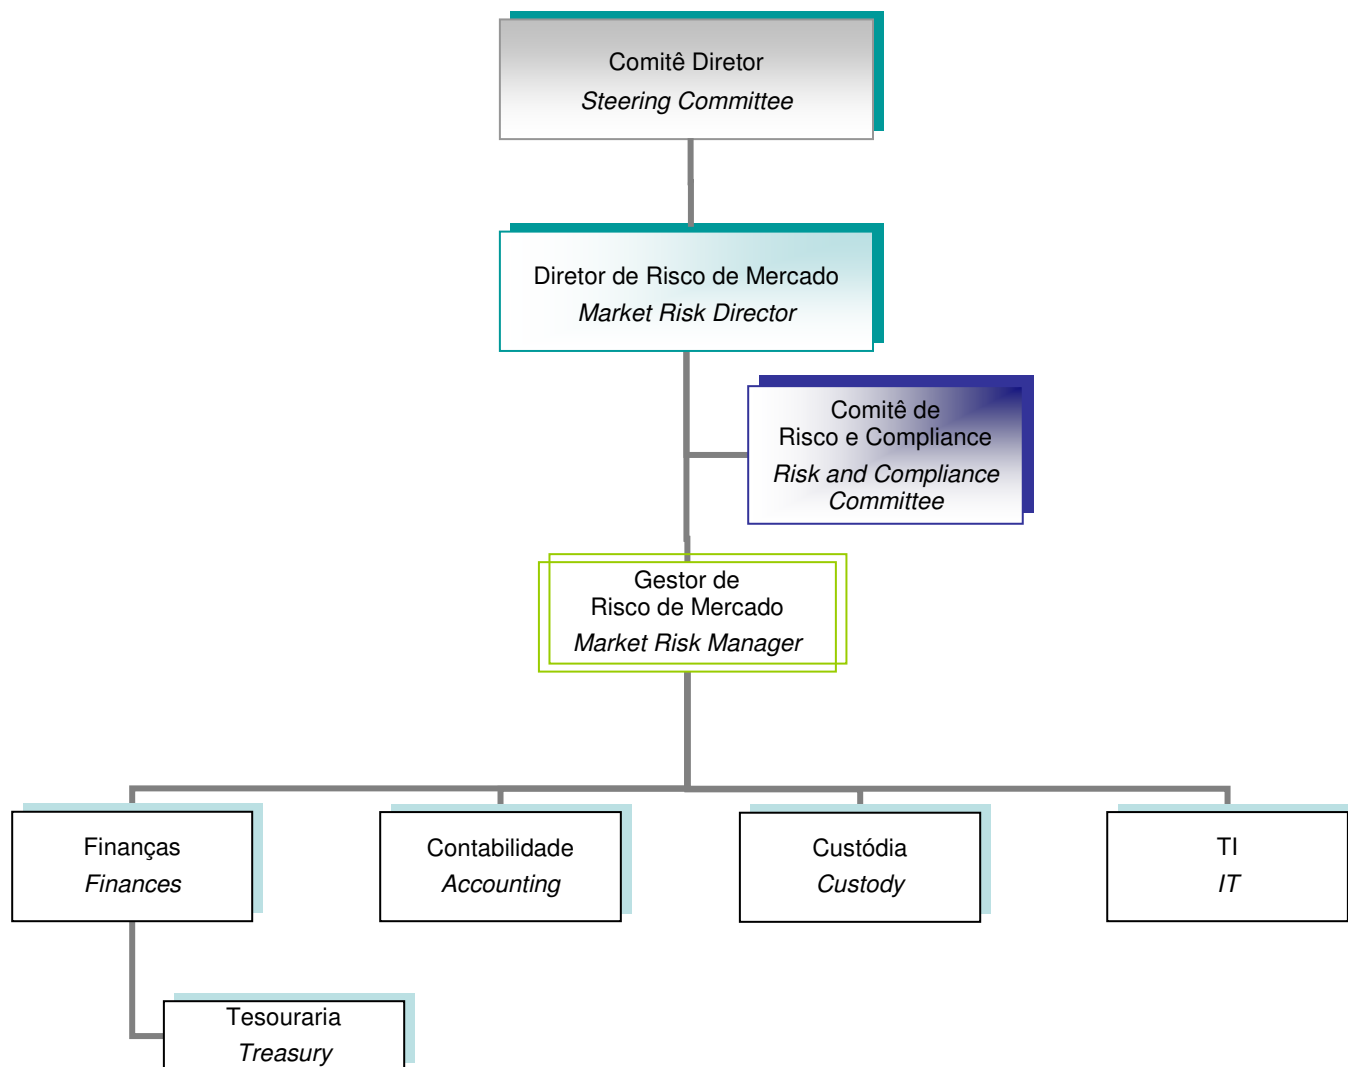 Comitê Diretor
Steering Committee
Diretor de Risco de Mercado
Market Risk Director
Comitê de
Risco e Compliance
Risk and Compliance
Committee
Gestor de
Risco de Mercado
Market Risk Manager
Finanças
Finances
Contabilidade
Accounting
Custódia
Custody
TI
IT
Tesouraria
Treasury